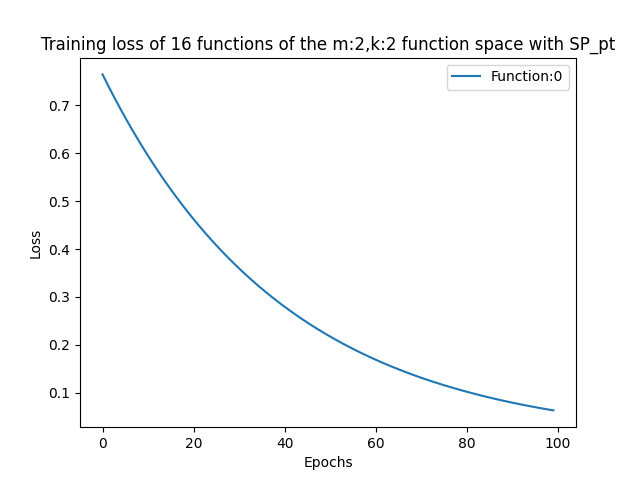 Training loss of 16 functions of the m:2,k:2 function space with SP_pt
Function:0
Loss
0.7
0.6
0.5
0.4
0.3
0.2
0.1
0 20 40 60 80 100
Epochs